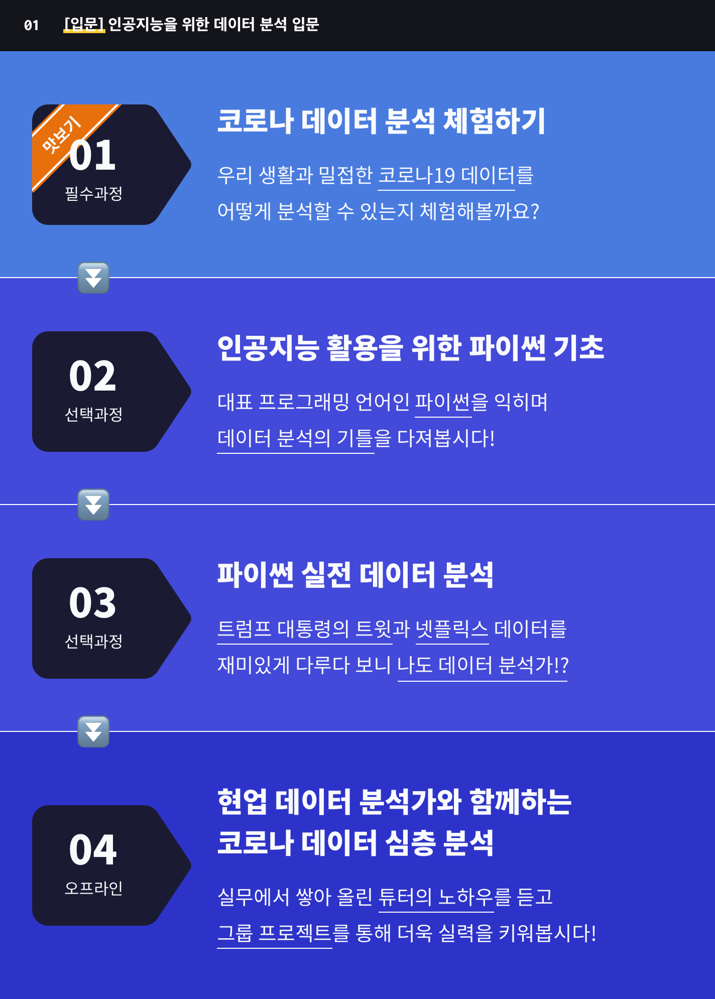 01 [입문] 인공지능을 위한 데이터 분석 입문
맛보기
01
필수과정
코로나 데이터 분석 체험하기
우리 생활과 밀접한 코로나19 데이터를
어떻게 분석할 수 있는지 체험해볼까요?
02
선택과정
인공지능 활용을 위한 파이썬 기초
대표 프로그래밍 언어인 파이썬을 익히며
데이터 분석의 기틀을 다져봅시다!
03
선택과정
파이썬 실전 데이터 분석
트럼프 대통령의 트윗과 넷플릭스 데이터를
재미있게 다루다 보니 나도 데이터 분석가!?
04
오프라인
현업 데이터 분석가와 함께하는
코로나 데이터 심층 분석
실무에서 쌓아 올린 튜터의 노하우를 듣고
그룹 프로젝트를 통해 더욱 실력을 키워봅시다!